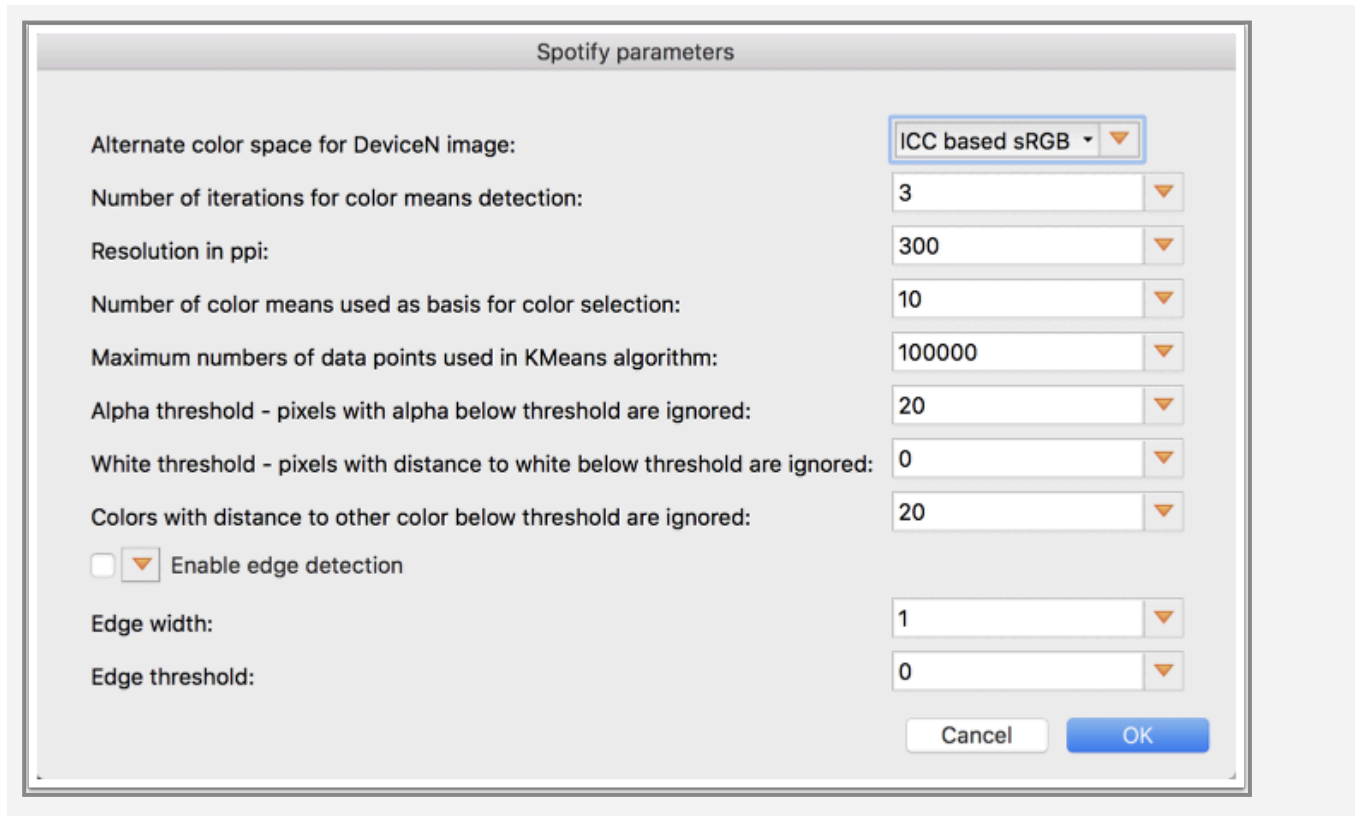 Spotify parameters
Alternate color space for DeviceN image: ICC based sRGB
Number of iterations for color means detection: 3
Resolution in ppi: 300
Number of color means used as basis for color selection: 10
Maximum numbers of data points used in KMeans algorithm: 100000
Alpha threshold - pixels with alpha below threshold are ignored: 20
White threshold - pixels with distance to white below threshold are ignored: 0
Colors with distance to other color below threshold are ignored: 20
Enable edge detection
Edge width: 1
Edge threshold: 0
Cancel OK